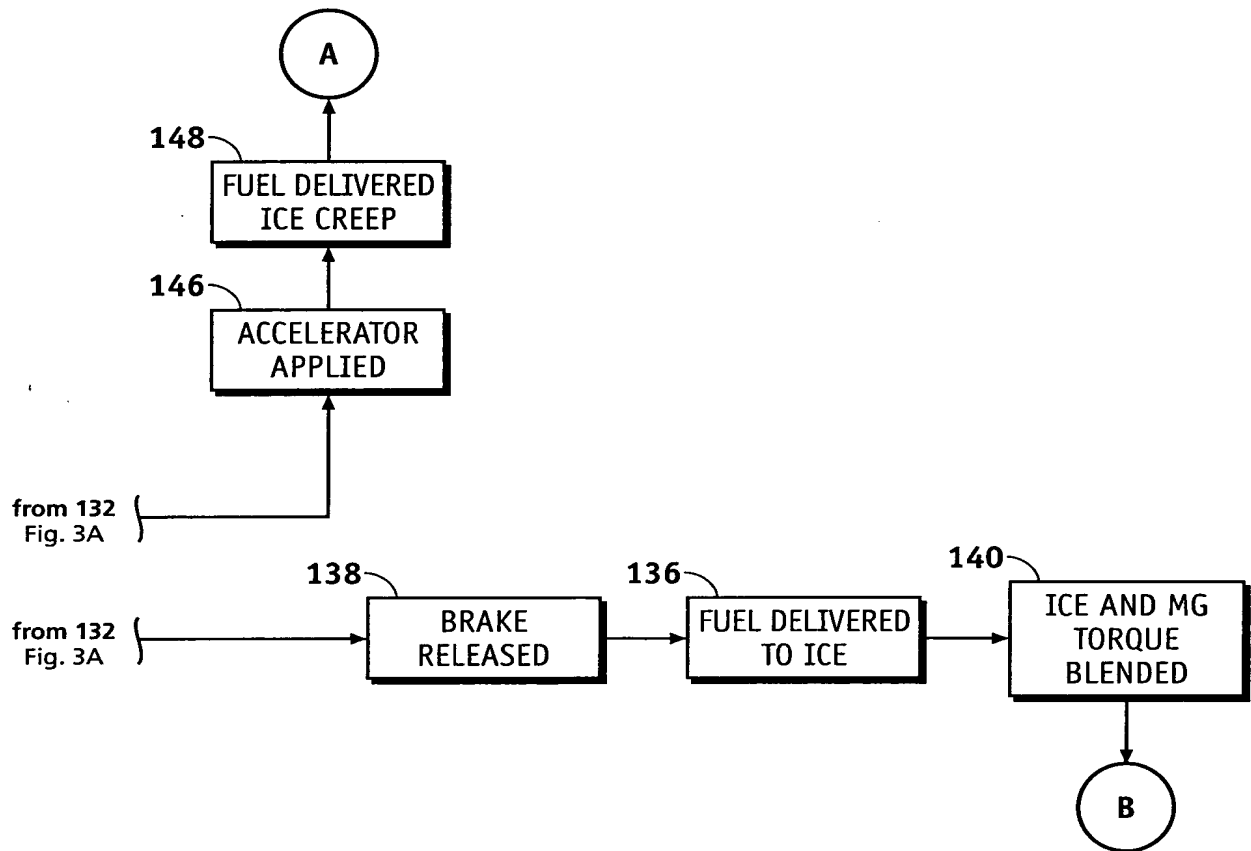 A
148
FUEL DELIVERED
ICE CREEP
146
ACCELERATOR
APPLIED
from 132
Fig. 3A
138
BRAKE
RELEASED
136
FUEL DELIVERED
TO ICE
140
ICE AND MG
TORQUE
BLENDED
from 132
Fig. 3A
B